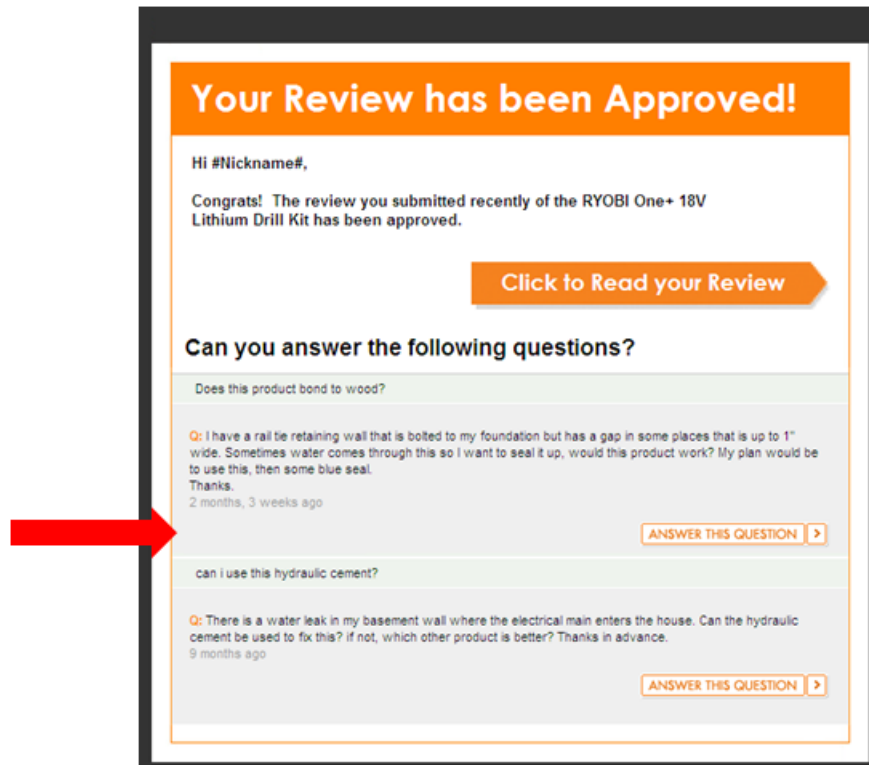 Your Review has been Approved!
Hi #Nickname#,
Congrats! The review you submitted recently of the RYOBI One+ 18V
Lithium Drill Kit has been approved.
Click to Read your Review
Can you answer the following questions?
Does this product bond to wood?
Q: I have a rail tie retaining wall that is bolted to my foundation but has a gap in some places that is up to 1"
wide. Sometimes water comes through this so I want to seal it up, would this product work? My plan would be
to use this, then some blue seal.
Thanks.
2 months, 3 weeks ago
ANSWER THIS QUESTION >
can i use this hydraulic cement?
Q: There is a water leak in my basement wall where the electrical main enters the house. Can the hydraulic
cement be used to fix this? if not, which other product is better? Thanks in advance.
9 months ago
ANSWER THIS QUESTION >